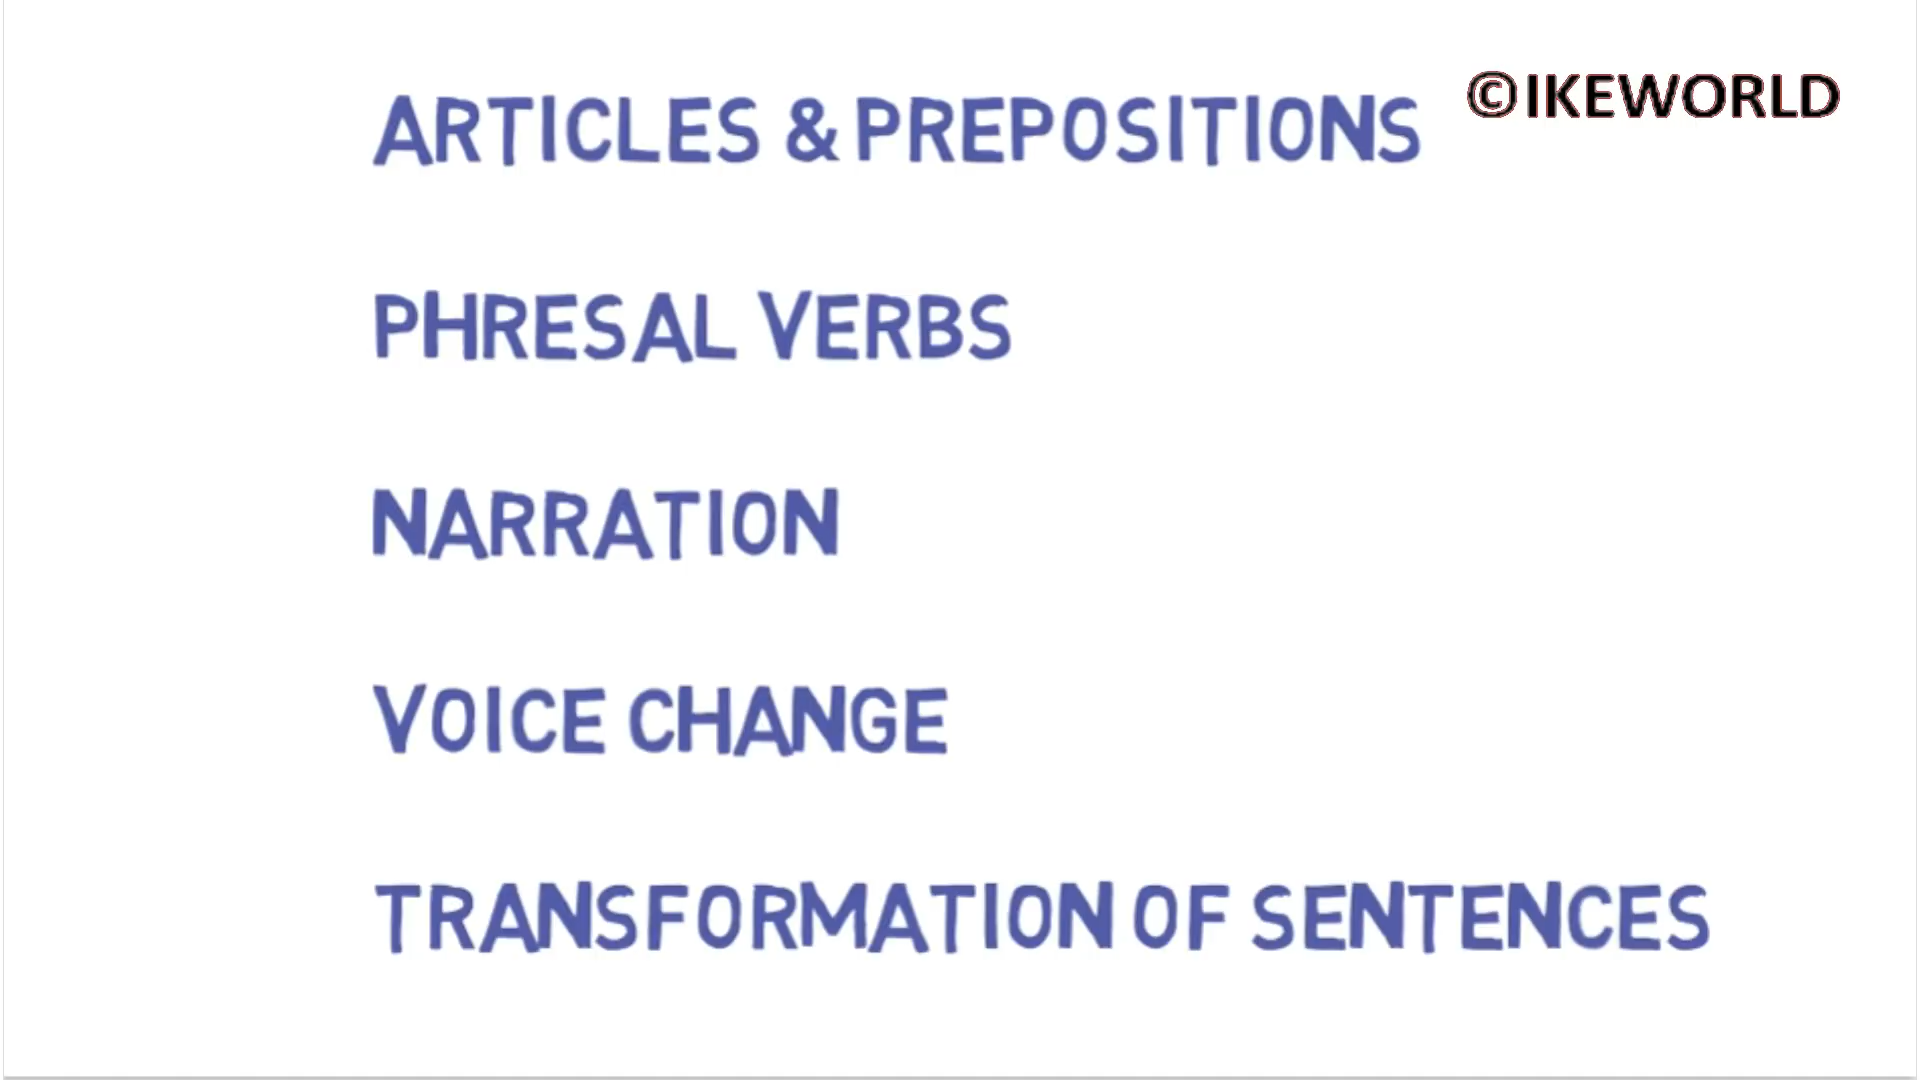 ARTICLES & PREPOSITIONS
©IKEWORLD
PHRESAL VERBS
NARRATION
VOICE CHANGE
TRANSFORMATION OF SENTENCES